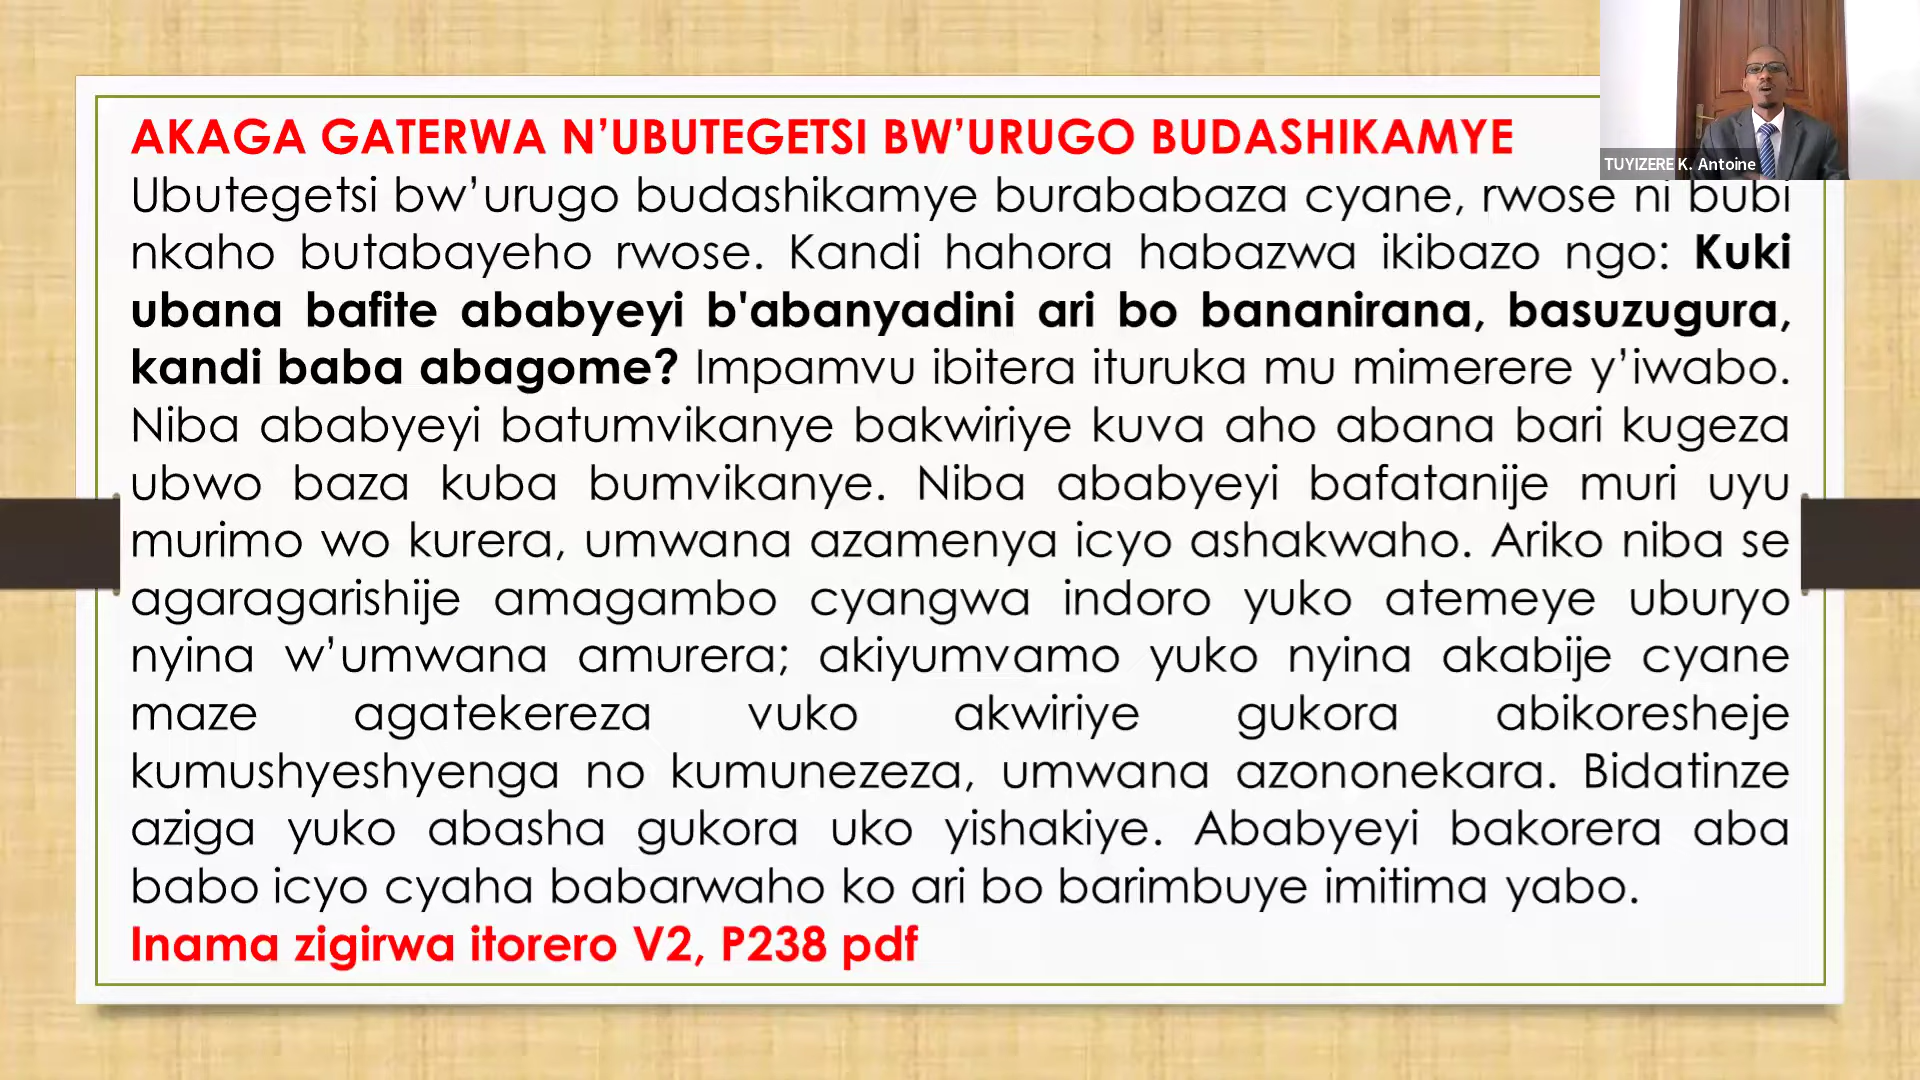 AKAGA GATERWA N’UBUTEGETSI BW’URUGO BUDASHIKAMYE
TUYIZERE K. Antoine
Ubutegetsi bw’urugo budashikamye burababaza cyane, rwose ni bubi
nkaho butabayeho rwose. Kandi hahora habazwa ikibazo ngo: Kuki
ubana bafite ababyeyi b'abanyadini ari bo bananirana, basuzugura,
kandi baba abagome? Impamvu ibitera ituruka mu mimerere y’iwabo.
Niba ababyeyi batumvikanye bakwiriye kuva aho abana bari kugeza
ubwo baza kuba bumvikanye. Niba ababyeyi bafatanije muri uyu
murimo wo kurera, umwana azamenya icyo ashakwaho. Ariko niba se
agaragarishije amagambo cyangwa indoro yuko atemeye uburyo
nyina w’umwana amurera; akiyumvamo yuko nyina akabije cyane
maze agatekereza vuko akwiriye gukora abikoresheje
kumushyeshyenga no kumunezeza, umwana azononekara. Bidatinze
aziga yuko abasha gukora uko yishakiye. Ababyeyi bakorera aba
babo icyo cyaha babarwaho ko ari bo barimbuye imitima yabo.
Inama zigirwa itorero V2, P238 pdf